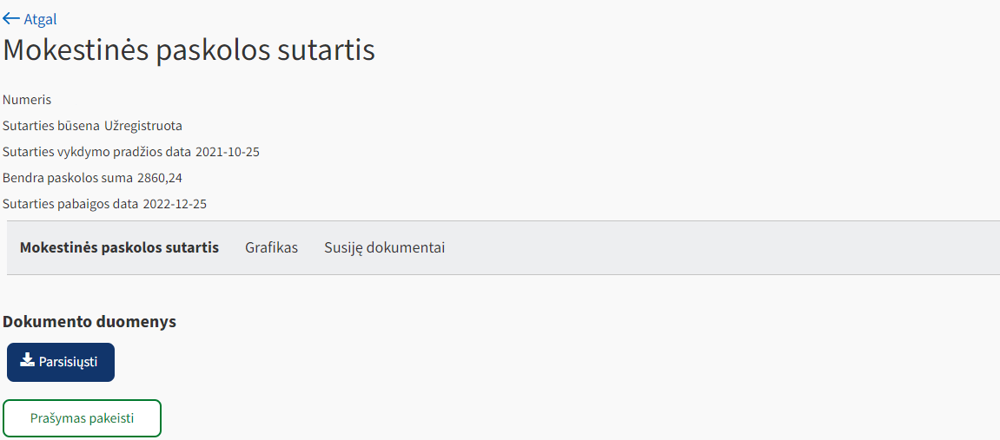 Atgal
Mokestinės paskolos sutartis
Numeris
Sutarties būsena Užregistruota
Sutarties vykdymo pradžios data 2021-10-25
Bendra paskolos suma 2860,24
Sutarties pabaigos data 2022-12-25
Mokestinės paskolos sutartis Grafikas Susiję dokumentai
Dokumento duomenys
Parsisiųsti
Prašymas pakeisti